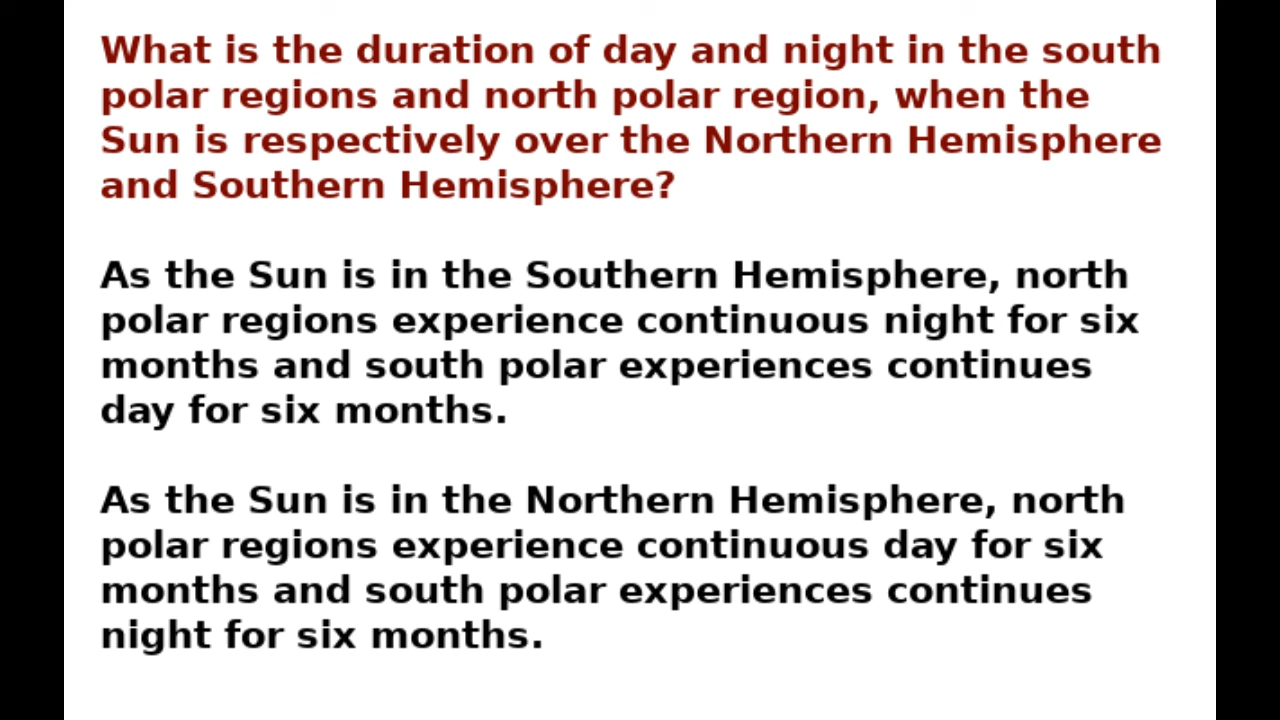 What is the duration of day and night in the south
polar regions and north polar region, when the
Sun is respectively over the Northern Hemisphere
and Southern Hemisphere?
As the Sun is in the Southern Hemisphere, north
polar regions experience continuous night for six
months and south polar experiences continues
day for six months.
As the Sun is in the Northern Hemisphere, north
polar regions experience continuous day for six
months and south polar experiences continues
night for six months.